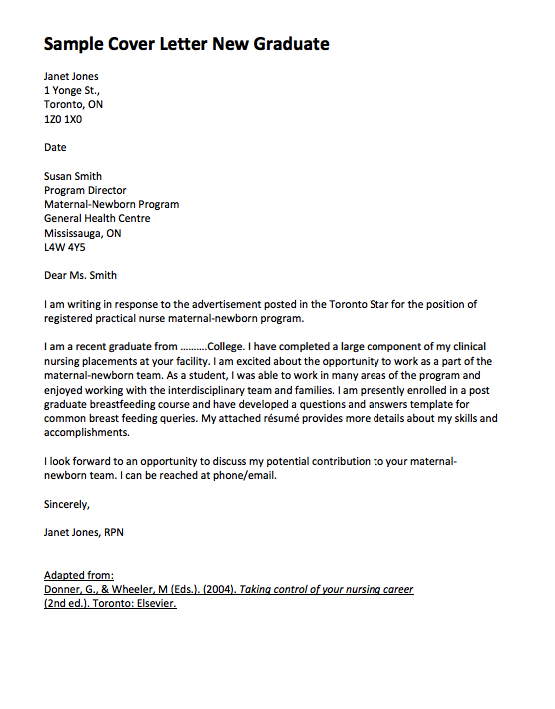 Sample Cover Letter New Graduate
Janet Jones
1 Yonge St.,
Toronto, ON
1Z0 1X0
Date
Susan Smith
Program Director
Maternal-Newborn Program
General Health Centre
Mississauga, ON
L4W 4Y5
Dear Ms. Smith
I am writing in response to the advertisement posted in the Toronto Star for the position of
registered practical nurse maternal-newborn program.
I am a recent graduate from ……….College. I have completed a large component of my clinical
nursing placements at your facility. I am excited about the opportunity to work as a part of the
maternal-newborn team. As a student, I was able to work in many areas of the program and
enjoyed working with the interdisciplinary team and families. I am presently enrolled in a post
graduate breastfeeding course and have developed a questions and answers template for
common breast feeding queries. My attached résumé provides more details about my skills and
accomplishments.
I look forward to an opportunity to discuss my potential contribution to your maternal-
newborn team. I can be reached at phone/email.
Sincerely,
Janet Jones, RPN
Adapted from:
Donner, G., & Wheeler, M (Eds.). (2004). Taking control of your nursing career
(2nd ed.). Toronto: Elsevier.